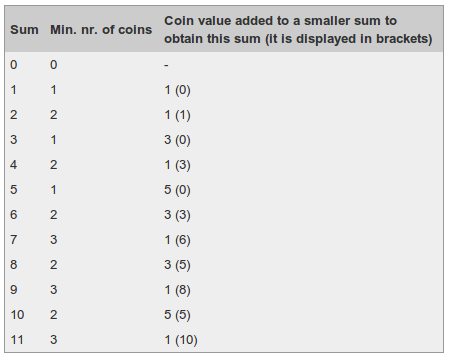 Sum Min. nr. of coins Coin value added to a smaller sum to
obtain this sum (it is displayed in brackets)
0 0 -
1 1 1 (0)
2 2 1 (1)
3 1 3 (0)
4 2 1 (3)
5 1 5 (0)
6 2 3 (3)
7 3 1 (6)
8 2 3 (5)
9 3 1 (8)
10 2 5 (5)
11 3 1 (10)